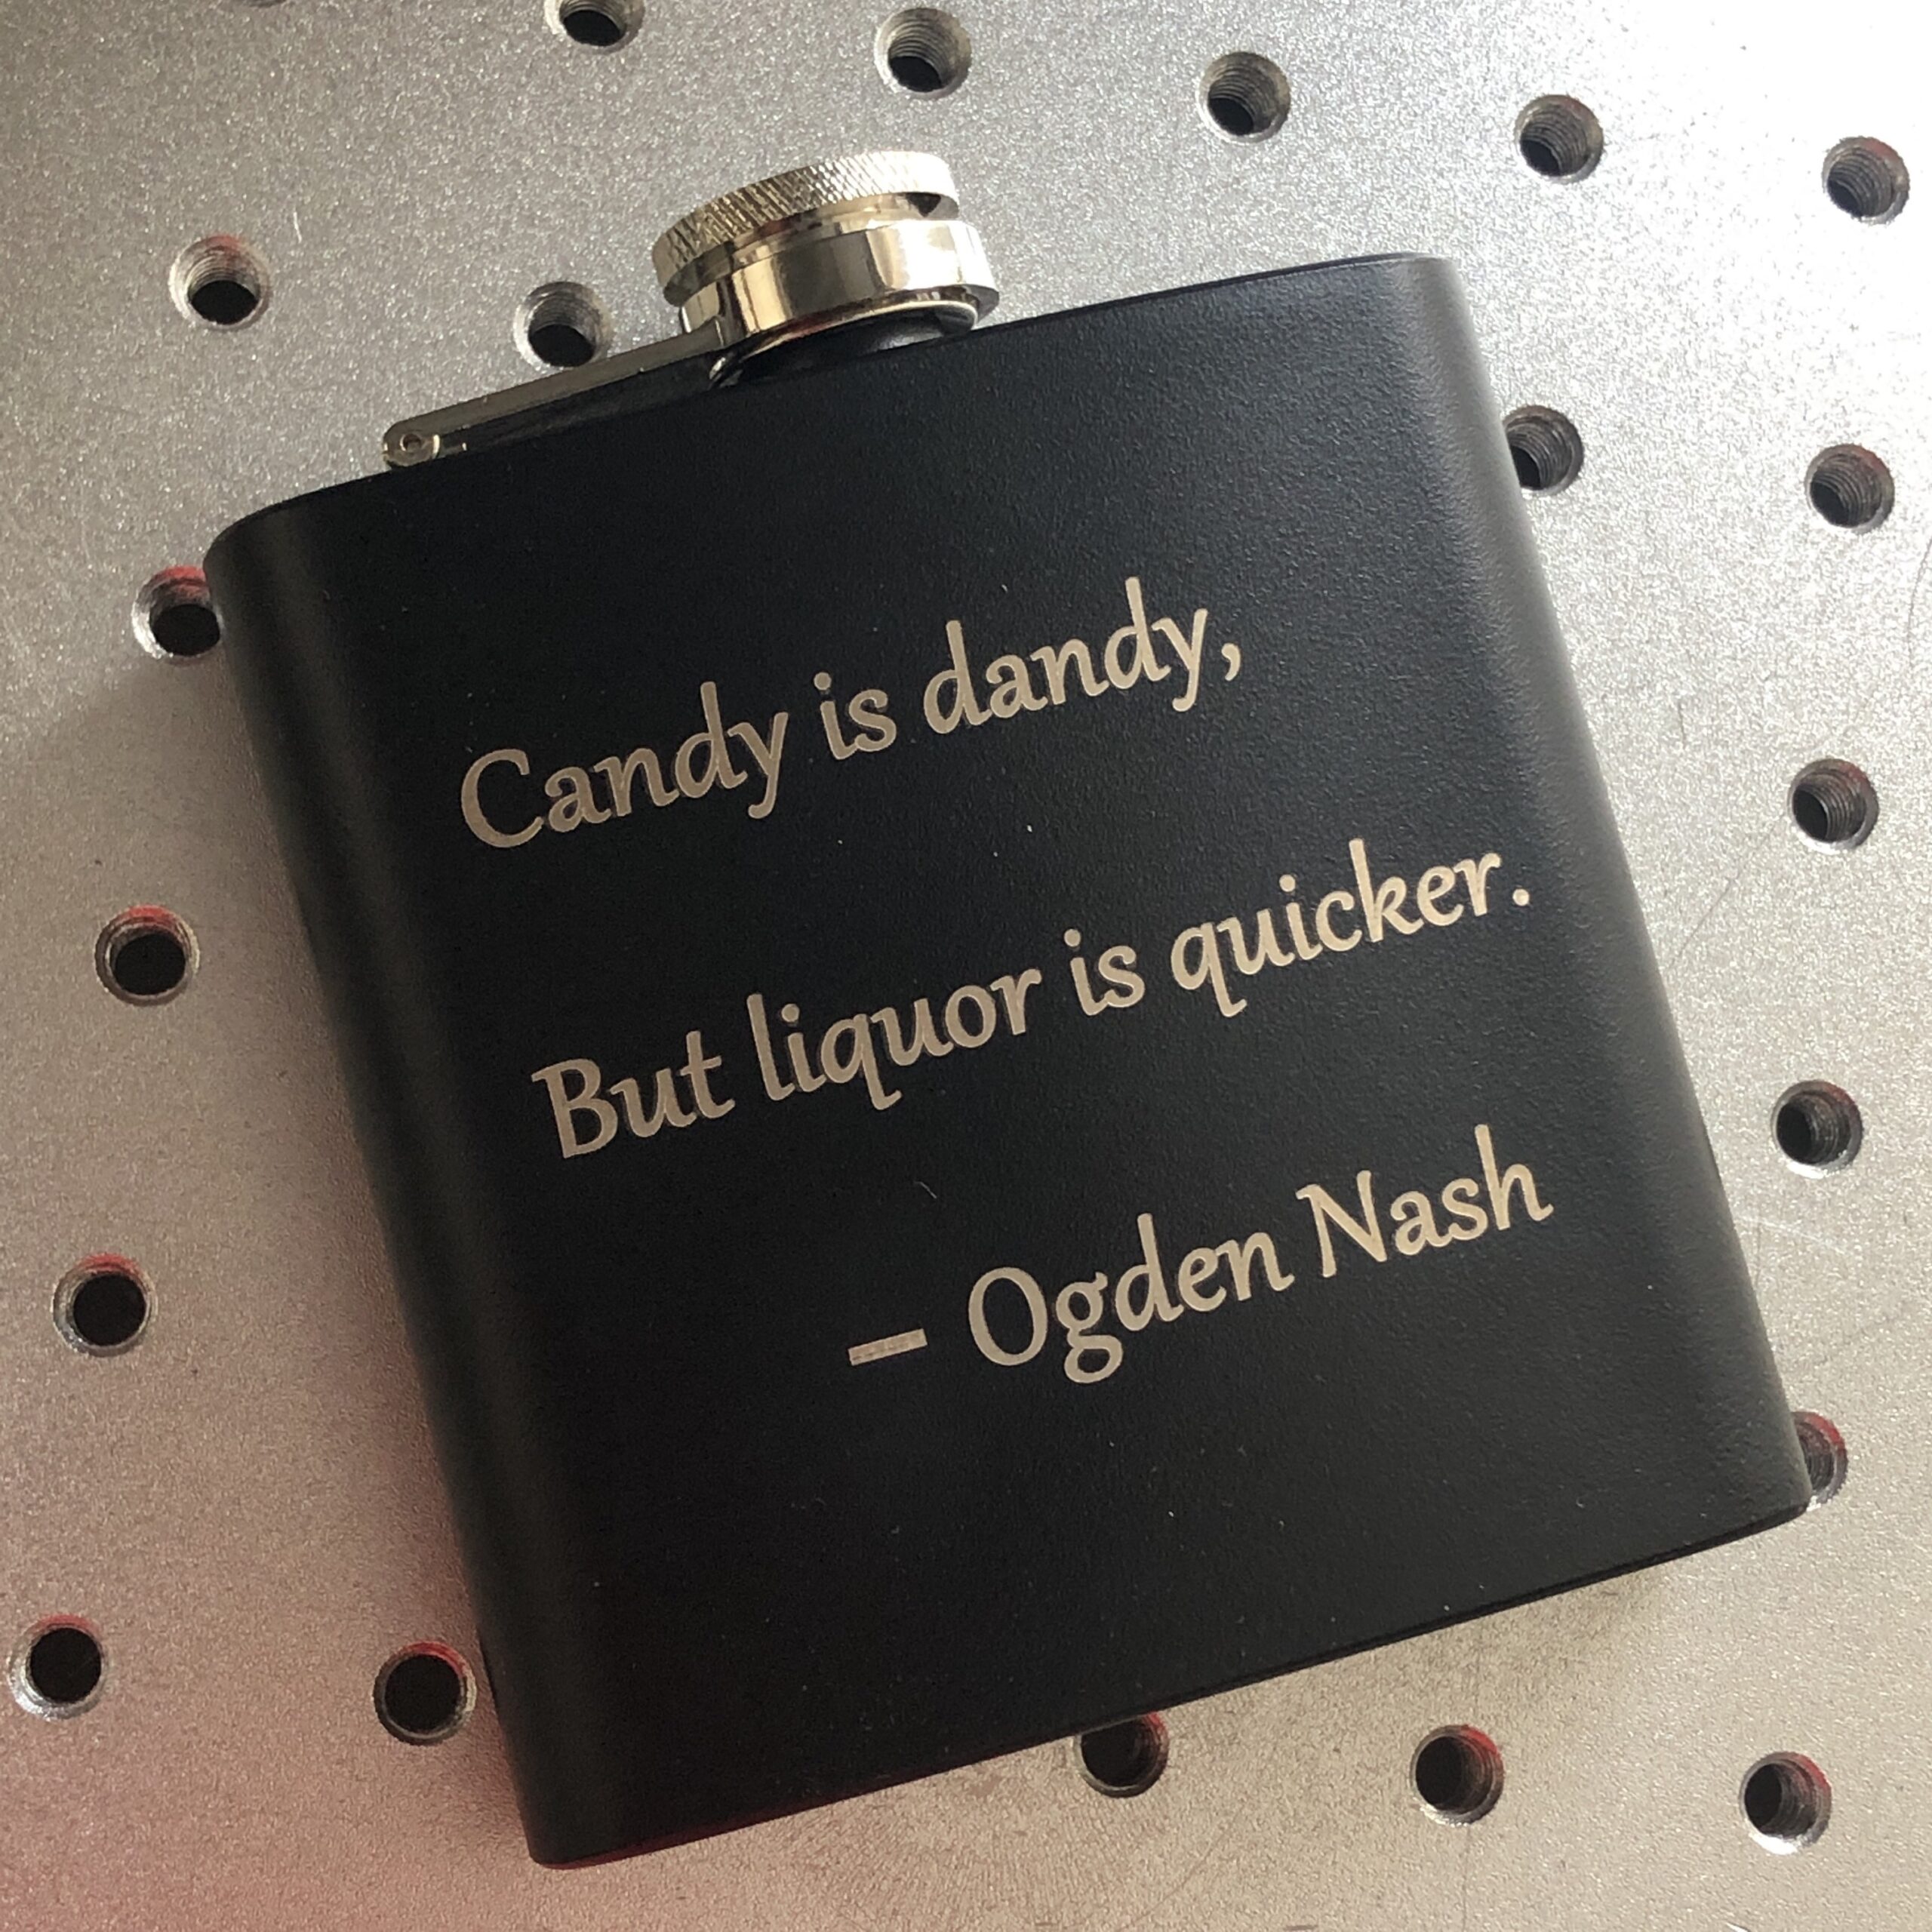 Candy is dandy,
But liquor is quicker.
– Ogden Nash